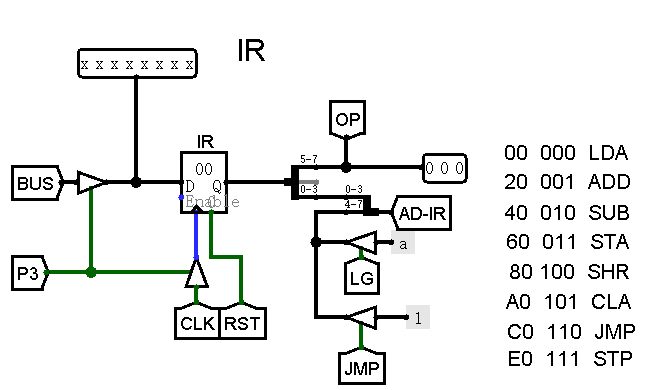 IR
x x x x x x x x
OP
IR
00
D Q
Enable
BUS
5-7
0-3
0-3
4-7
0 0 0
AD-IR
a
LG
P3
CLK
RST
1
JMP
00 000 LDA
20 001 ADD
40 010 SUB
60 011 STA
80 100 SHR
A0 101 CLA
C0 110 JMP
E0 111 STP